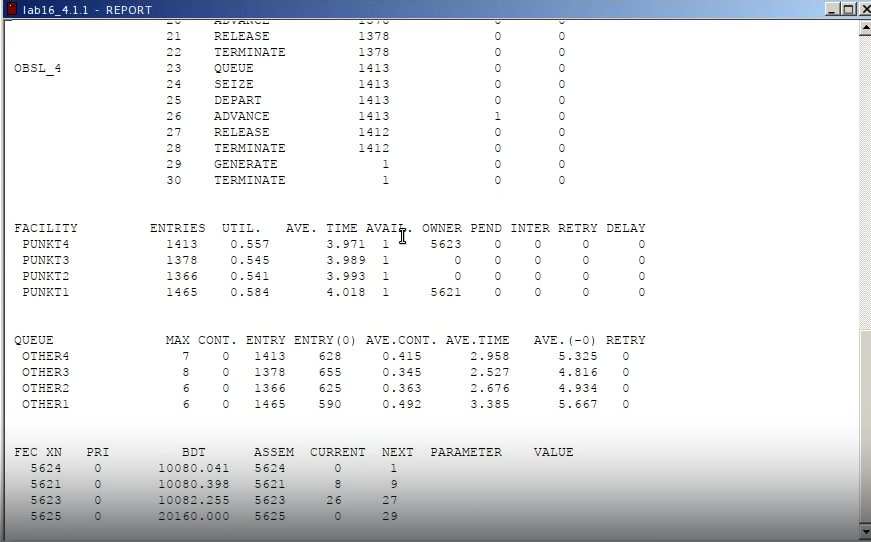 lab16_4.1.1 - REPORT
20 ADVANCE 1378 0 0
21 RELEASE 1378 0 0
22 TERMINATE 1378 0 0
OBSL_4 23 QUEUE 1413 0 0
24 SEIZE 1413 0 0
25 DEPART 1413 0 0
26 ADVANCE 1413 1 0
27 RELEASE 1412 0 0
28 TERMINATE 1412 0 0
29 GENERATE 1 0 0
30 TERMINATE 1 0 0
FACILITY ENTRIES UTIL. AVE. TIME AVAIL. OWNER PEND INTER RETRY DELAY
PUNKT4 1413 0.557 3.971 1 5623 0 0 0 0
PUNKT3 1378 0.545 3.989 1 0 0 0 0 0
PUNKT2 1366 0.541 3.993 1 0 0 0 0 0
PUNKT1 1465 0.584 4.018 1 5621 0 0 0 0
QUEUE MAX CONT. ENTRY ENTRY(0) AVE.CONT. AVE.TIME AVE.(-0) RETRY
OTHER4 7 0 1413 628 0.415 2.958 5.325 0
OTHER3 8 0 1378 655 0.345 2.527 4.816 0
OTHER2 6 0 1366 625 0.363 2.676 4.934 0
OTHER1 6 0 1465 590 0.492 3.385 5.667 0
FEC XN PRI BDT ASSEM CURRENT NEXT PARAMETER VALUE
5624 0 10080.041 5624 0 1
5621 0 10080.398 5621 8 9
5623 0 10082.255 5623 26 27
5625 0 20160.000 5625 0 29